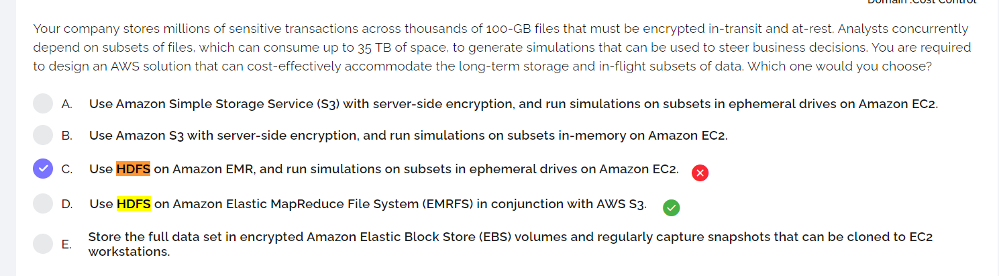 Domain :Cost Control
Your company stores millions of sensitive transactions across thousands of 100-GB files that must be encrypted in-transit and at-rest. Analysts concurrently
depend on subsets of files, which can consume up to 35 TB of space, to generate simulations that can be used to steer business decisions. You are required
to design an AWS solution that can cost-effectively accommodate the long-term storage and in-flight subsets of data. Which one would you choose?
A. Use Amazon Simple Storage Service (S3) with server-side encryption, and run simulations on subsets in ephemeral drives on Amazon EC2.
B. Use Amazon S3 with server-side encryption, and run simulations on subsets in-memory on Amazon EC2.
C. Use HDFS on Amazon EMR, and run simulations on subsets in ephemeral drives on Amazon EC2.
D. Use HDFS on Amazon Elastic MapReduce File System (EMRFS) in conjunction with AWS S3.
E. Store the full data set in encrypted Amazon Elastic Block Store (EBS) volumes and regularly capture snapshots that can be cloned to EC2
workstations.